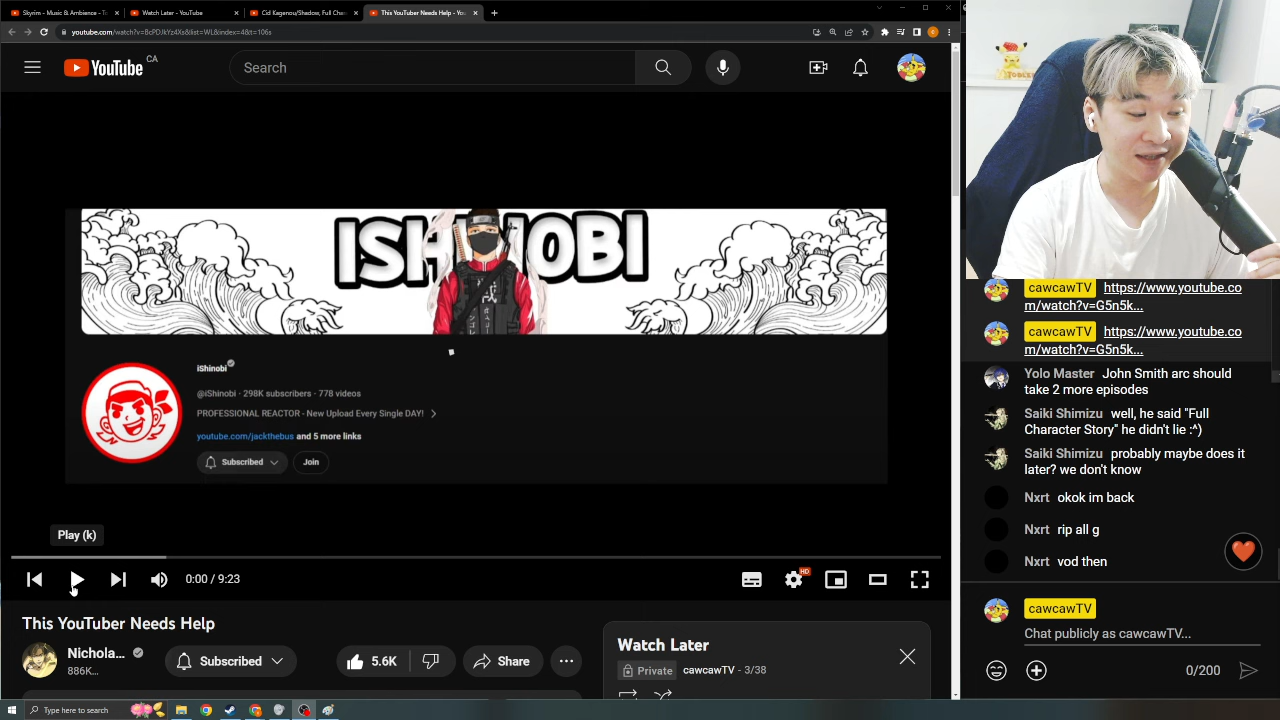 Skyrim - Music & Ambience - To
Watch Later - YouTube
Cid Kagenou/Shadow, Full Char
This YouTuber Needs Help - You
youtube.com/watch?v=BcPDJkYz4Xs&list=WL&index=4&t=106s
YouTube CA
Search
ISHINOBI
iShinobi
@iShinobi · 298K subscribers · 778 videos
PROFESSIONAL REACTOR - New Upload Every Single DAY!
youtube.com/jackthebus and 5 more links
Subscribed
Join
Play (k)
0:00 / 9:23
HD
This YouTuber Needs Help
Nichola...
886K...
Subscribed
5.6K
Share
Watch Later
Private cawcawTV - 3/38
cawcawTV https://www.youtube.co
m/watch?v=G5n5k...
cawcawTV https://www.youtube.co
m/watch?v=G5n5k...
Yolo Master John Smith arc should
take 2 more episodes
Saiki Shimizu well, he said "Full
Character Story" he didn't lie :^)
Saiki Shimizu probably maybe does it
later? we don't know
Nxrt okok im back
Nxrt rip all g
Nxrt vod then
cawcawTV
Chat publicly as cawcawTV...
0/200
Type here to search